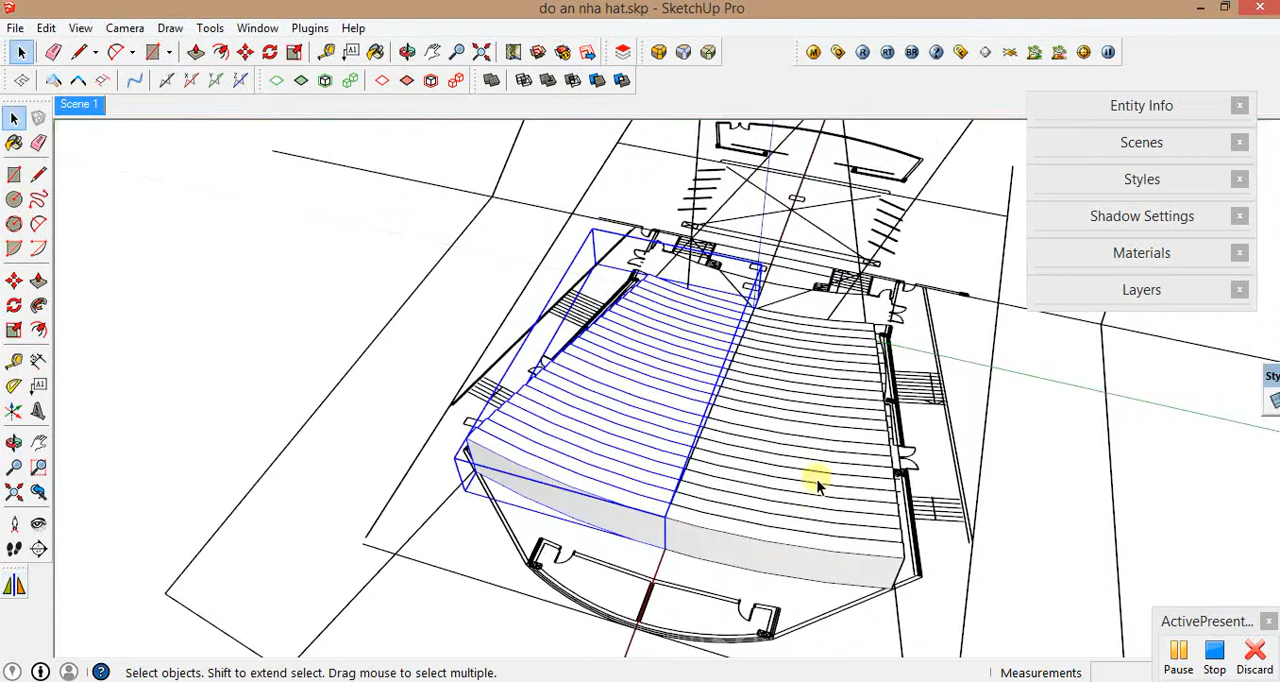 do an nha hat.skp - SketchUp Pro
File Edit View Camera Draw Tools Window Plugins Help
Scene 1
Entity Info
Scenes
Styles
Shadow Settings
Materials
Layers
Sty
ActivePresent...
Pause Stop Discard
Select objects. Shift to extend select. Drag mouse to select multiple.
Measurements